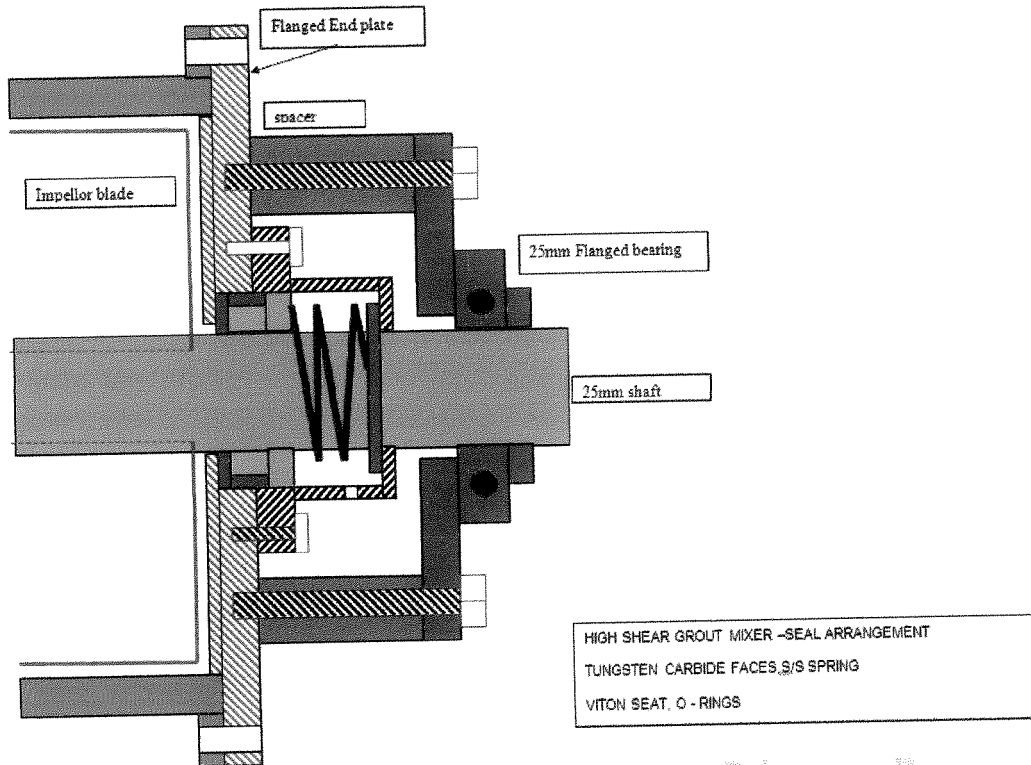 Flanged End plate
spacer
Impellor blade
25mm Flanged bearing
25mm shaft
HIGH SHEAR GROUT MIXER –SEAL ARRANGEMENT
TUNGSTEN CARBIDE FACES,S/S SPRING
VITON SEAT, O - RINGS